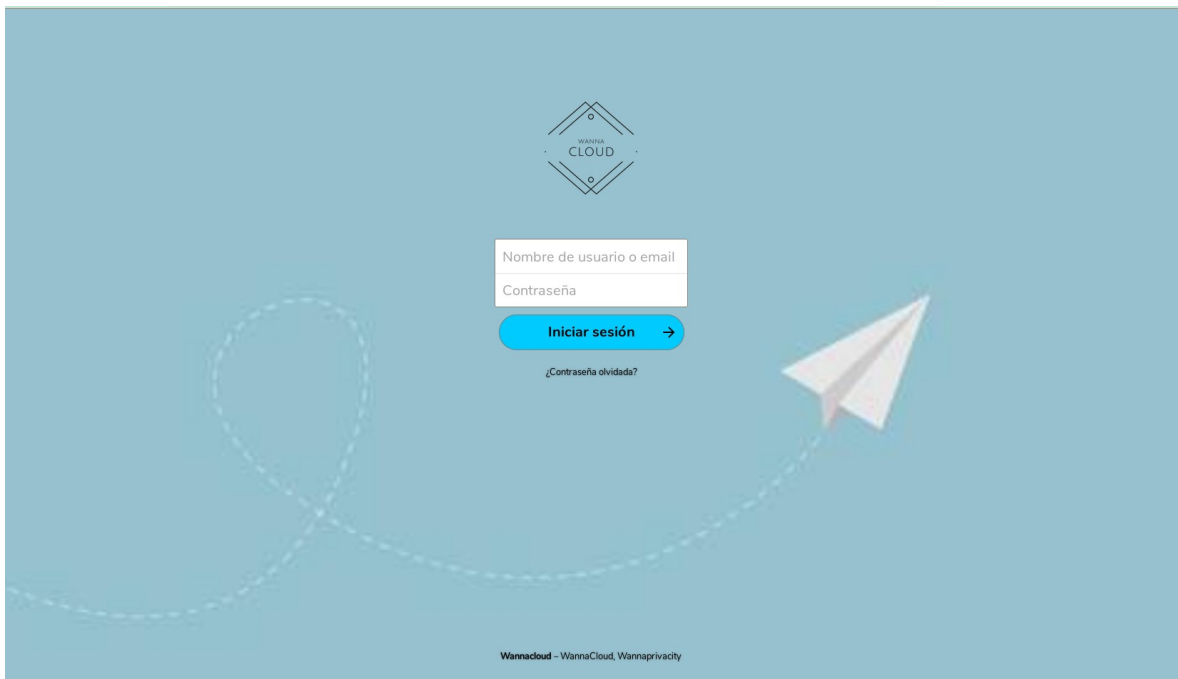 WANNA
CLOUD
Nombre de usuario o email
Contraseña
Iniciar sesión
¿Contraseña olvidada?
Wannacloud – WannaCloud, Wannaprivacity